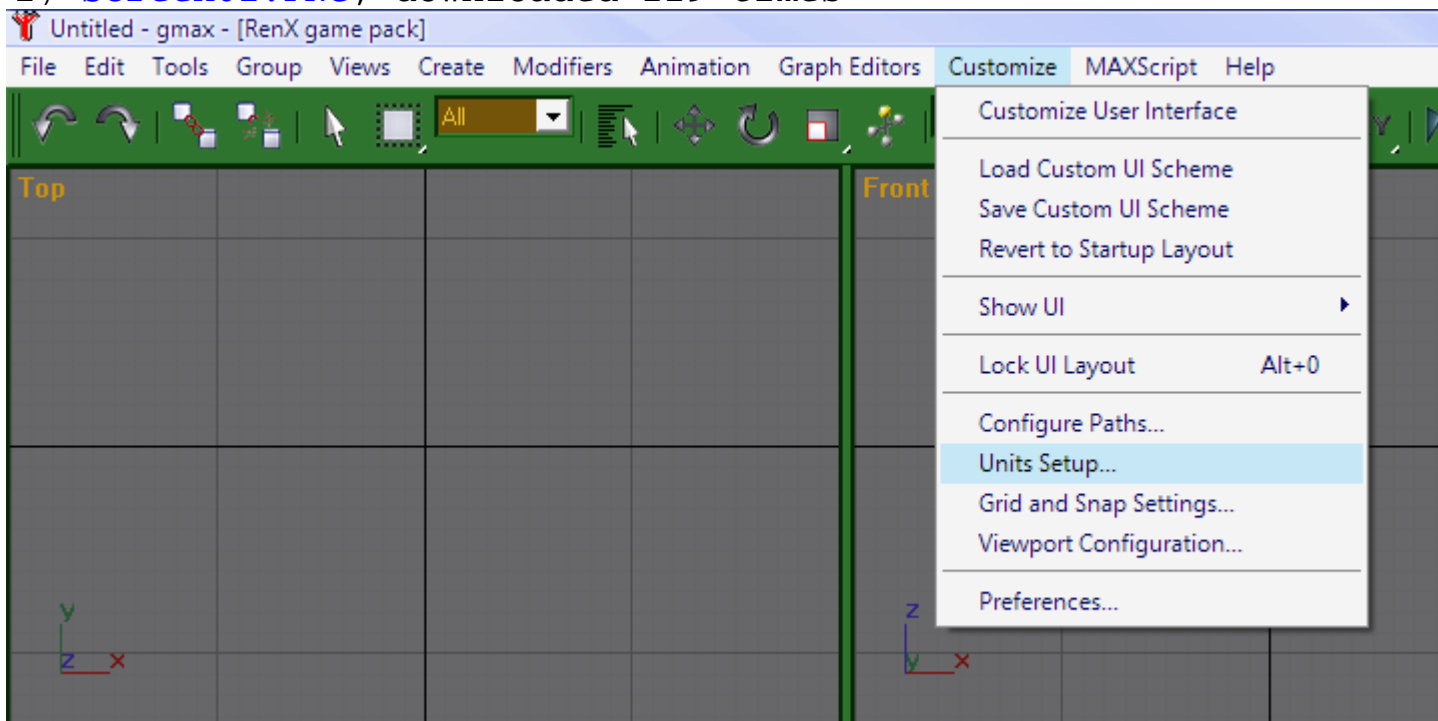 Untitled - gmax - [RenX game pack]
File Edit Tools Group Views Create Modifiers Animation Graph Editors Customize MAXScript Help
All
Customize User Interface
Load Custom UI Scheme
Save Custom UI Scheme
Revert to Startup Layout
Show UI
Lock UI Layout Alt+0
Configure Paths...
Units Setup...
Grid and Snap Settings...
Viewport Configuration...
Preferences...
Top
Front
y
z x
z
y x
Y